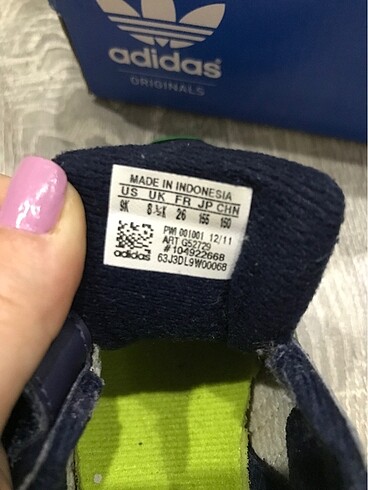 adidas®
ORIGINALS
MADE IN INDONESIA
US UK FR JP CHN
9K 8½K 26 155 150
PWI 001001 12/11
ART G52729
#104922668
adidas 63J3DL9W00068